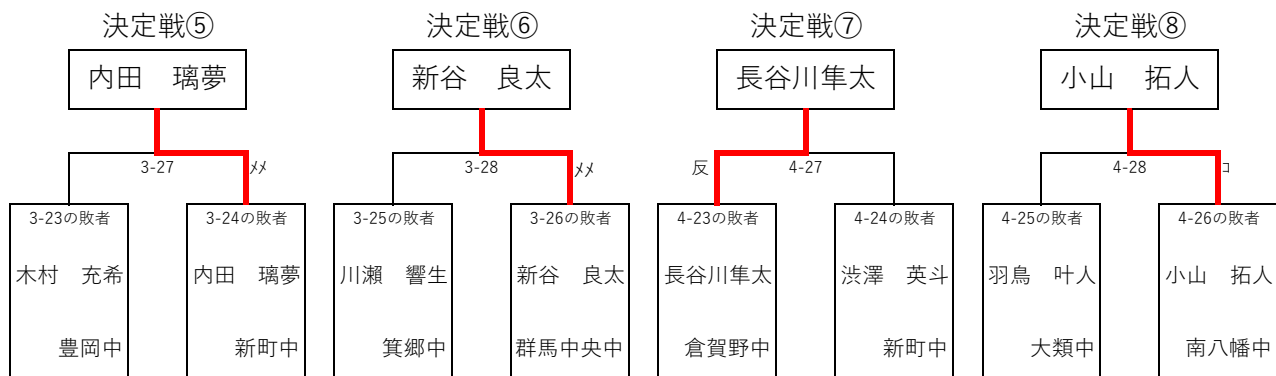 決定戦⑤ 決定戦⑥ 決定戦⑦ 決定戦⑧
内田　璃夢 新谷　良太 長谷川隼太 小山　拓人
3-27 メメ 3-28 メメ 反 4-27 4-28 コ
3-23の敗者 3-24の敗者 3-25の敗者 3-26の敗者 4-23の敗者 4-24の敗者 4-25の敗者 4-26の敗者
木村　充希 内田　璃夢 川瀨　響生 新谷　良太 長谷川隼太 渋澤　英斗 羽鳥　叶人 小山　拓人
豊岡中 新町中 箕郷中 群馬中央中 倉賀野中 新町中 大類中 南八幡中